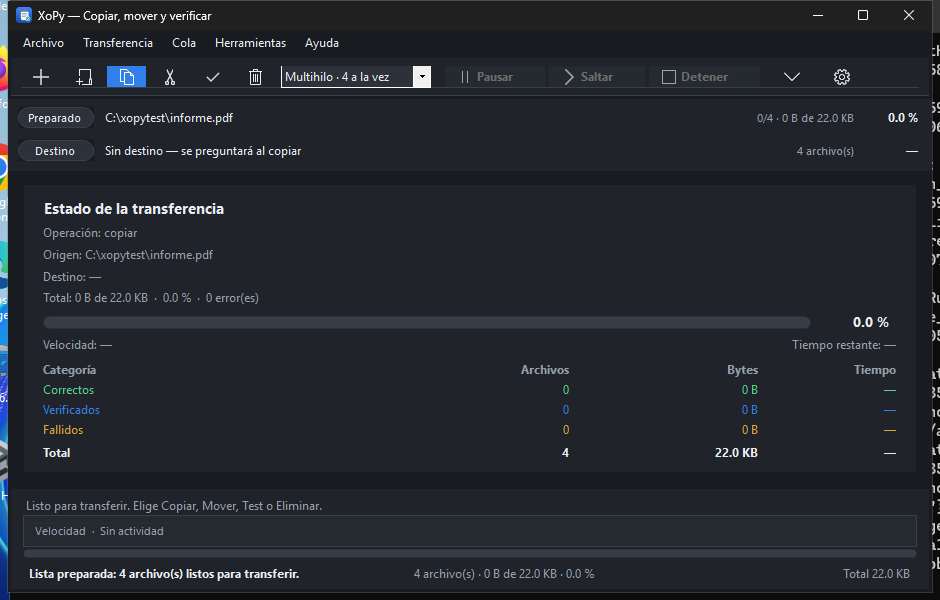 XoPy — Copiar, mover y verificar
Archivo Transferencia Cola Herramientas Ayuda
Multihilo · 4 a la vez Pausar Saltar Detener
Preparado C:\xopytest\informe.pdf 0/4 · 0 B de 22.0 KB 0.0 %
Destino Sin destino — se preguntará al copiar 4 archivo(s) —
Estado de la transferencia
Operación: copiar
Origen: C:\xopytest\informe.pdf
Destino: —
Total: 0 B de 22.0 KB · 0.0 % · 0 error(es)
0.0 %
Velocidad: — Tiempo restante: —
Categoría Archivos Bytes Tiempo
Correctos 0 0 B —
Verificados 0 0 B —
Fallidos 0 0 B —
Total 4 22.0 KB —
Listo para transferir. Elige Copiar, Mover, Test o Eliminar.
Velocidad · Sin actividad
Lista preparada: 4 archivo(s) listos para transferir. 4 archivo(s) · 0 B de 22.0 KB · 0.0 % Total 22.0 KB